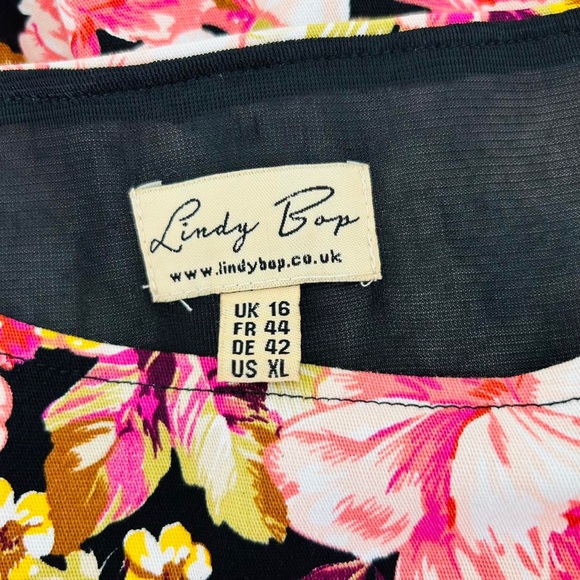 Lindy Bop
www.lindybop.co.uk
UK 16
FR 44
DE 42
US XL